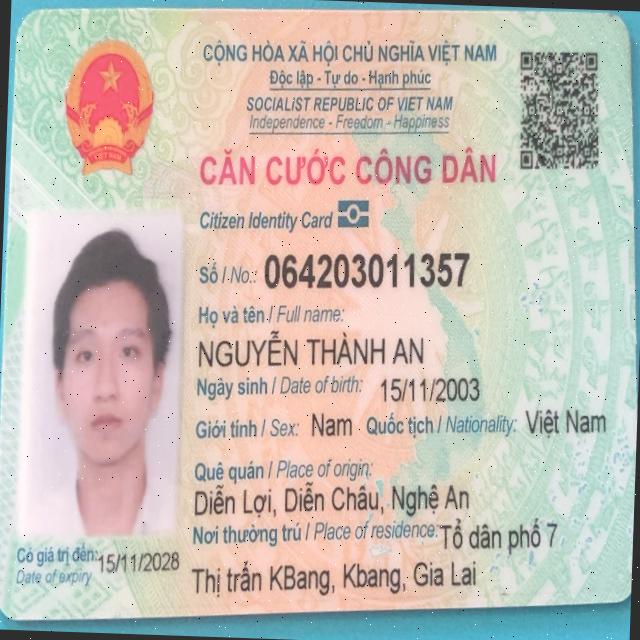 CỘNG HÒA XÃ HỘI CHỦ NGHĨA VIỆT NAM
Độc lập - Tự do - Hạnh phúc
SOCIALIST REPUBLIC OF VIET NAM
Independence - Freedom - Happiness
CĂN CƯỚC CÔNG DÂN
Citizen Identity Card
Số / No.: 064203011357
Họ và tên / Full name:
NGUYỄN THÀNH AN
Ngày sinh / Date of birth: 15/11/2003
Giới tính / Sex: Nam Quốc tịch / Nationality: Việt Nam
Quê quán / Place of origin:
Diễn Lợi, Diễn Châu, Nghệ An
Nơi thường trú / Place of residence: Tổ dân phố 7
Thị trấn KBang, Kbang, Gia Lai
Có giá trị đến: 15/11/2028
Date of expiry
VIỆT NAM